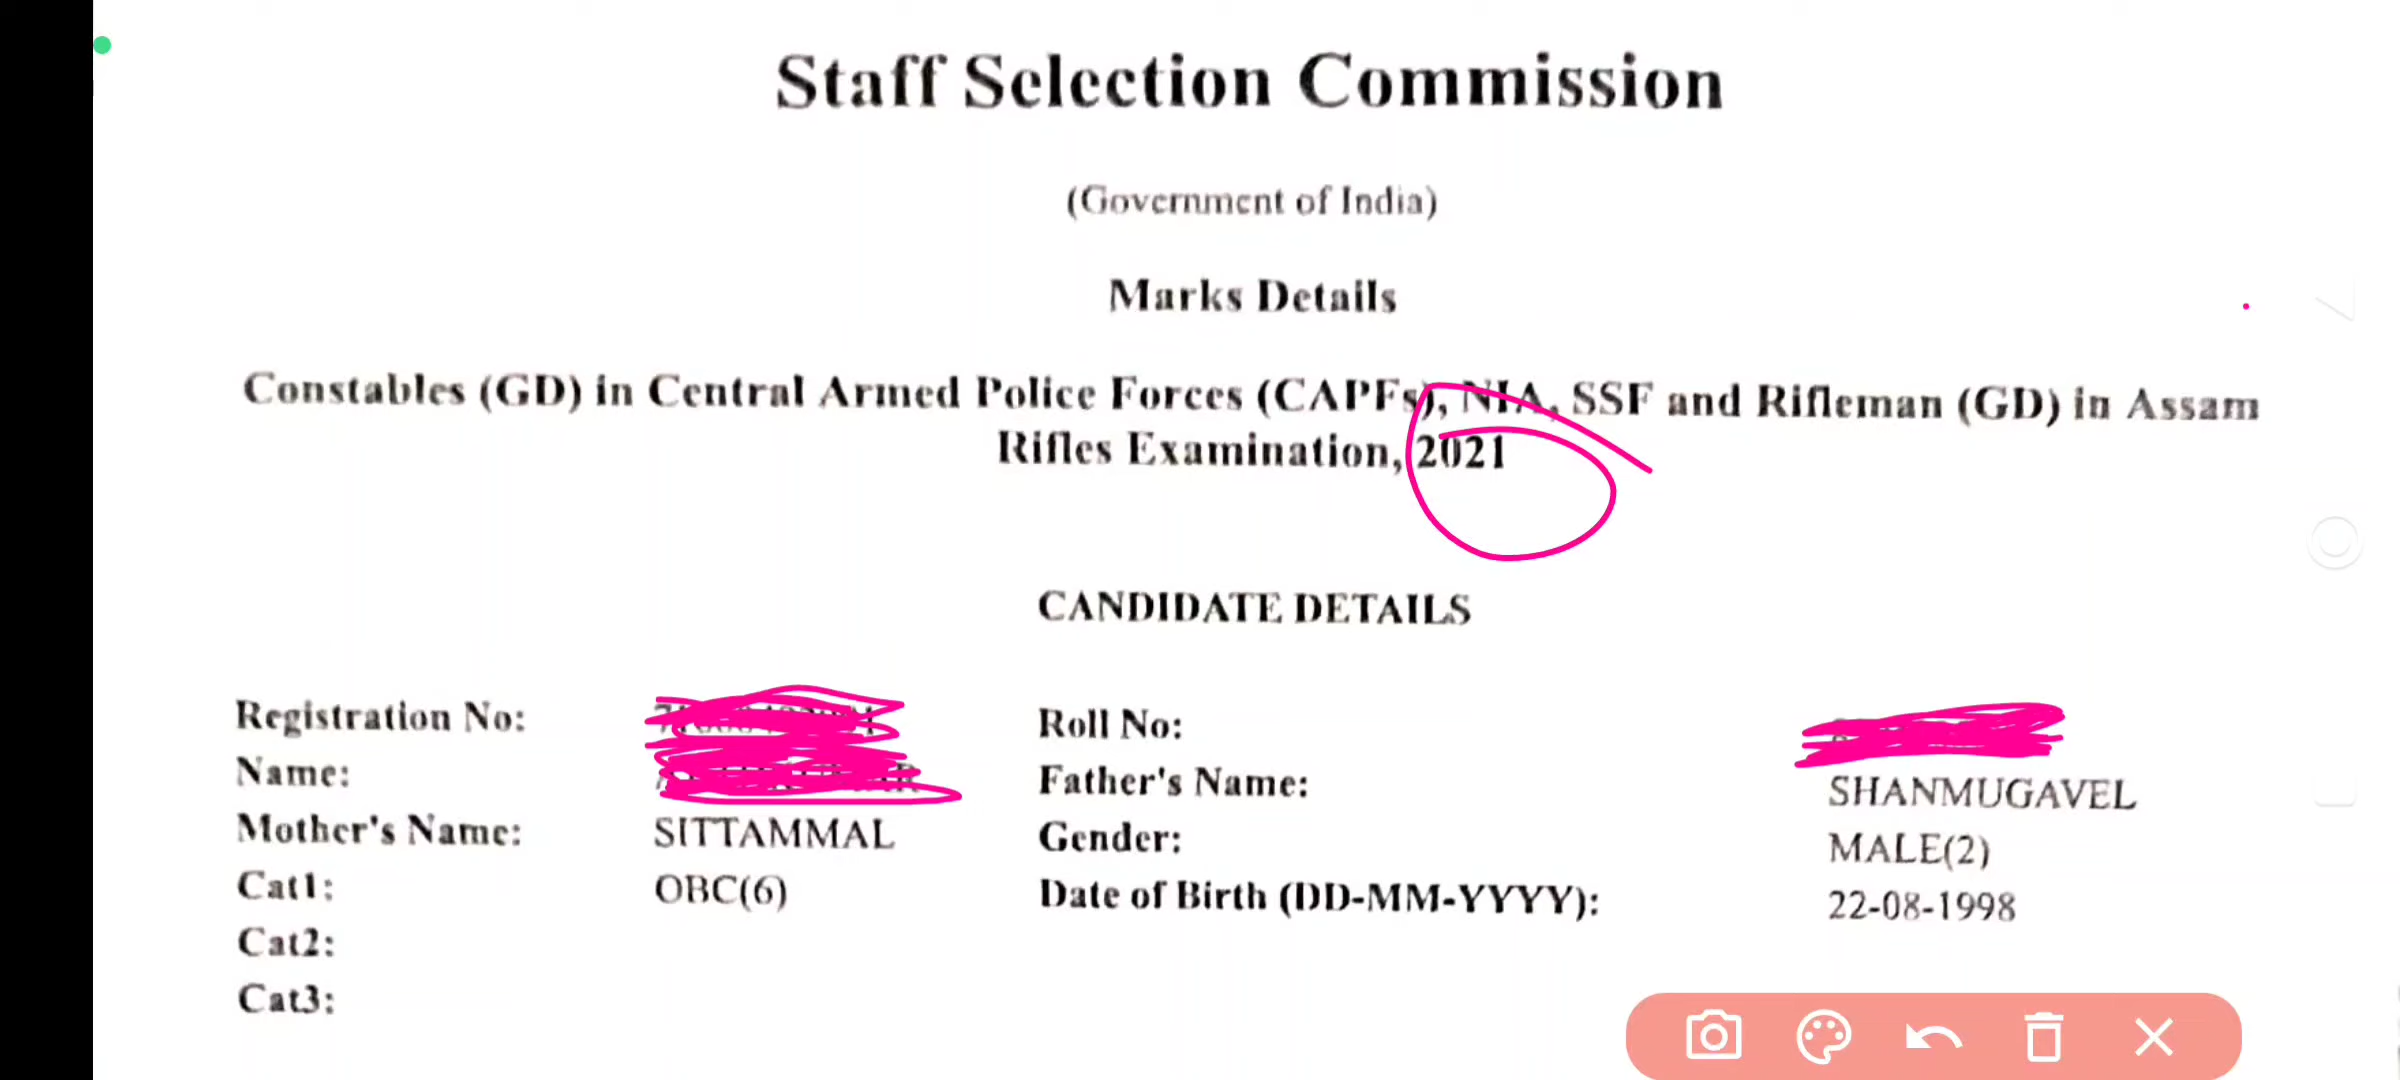 Staff Selection Commission
(Government of India)
Marks Details
Constables (GD) in Central Armed Police Forces (CAPFs), NIA, SSF and Rifleman (GD) in Assam
Rifles Examination, 2021
CANDIDATE DETAILS
Registration No:
Roll No:
Name:
Father's Name: SHANMUGAVEL
Mother's Name: SITTAMMAL
Gender: MALE(2)
Cat1: OBC(6)
Date of Birth (DD-MM-YYYY): 22-08-1998
Cat2:
Cat3: